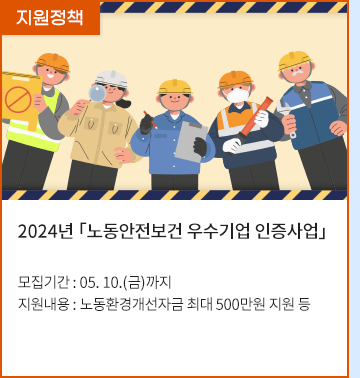 지원정책
2024년 「노동안전보건 우수기업 인증사업」
모집기간 : 05. 10.(금)까지
지원내용 : 노동환경개선자금 최대 500만원 지원 등